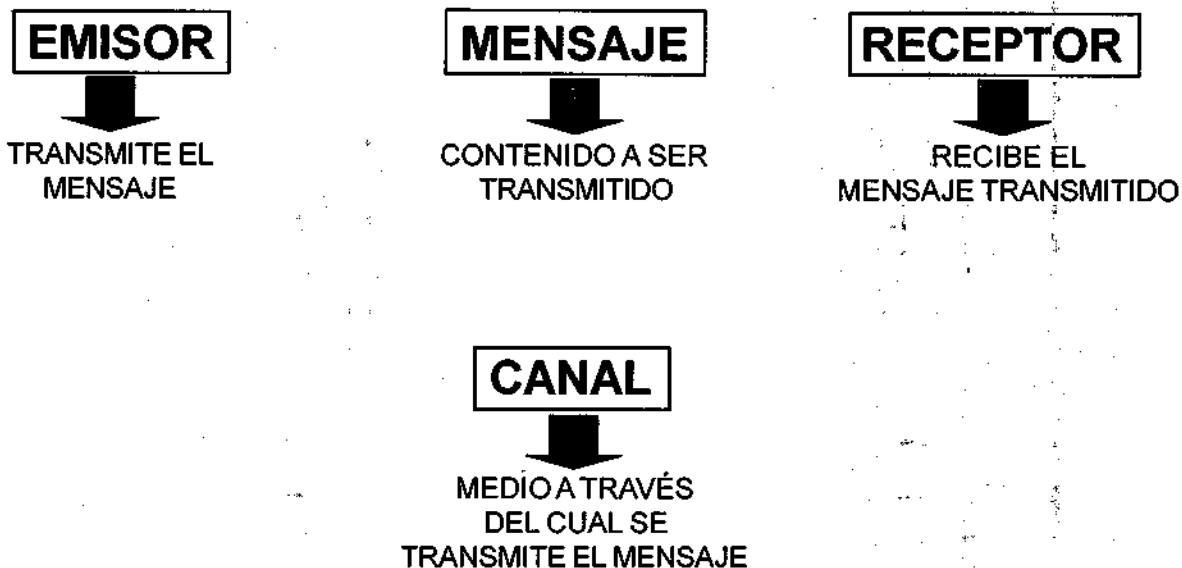 EMISOR
TRANSMITE EL
MENSAJE
MENSAJE
CONTENIDO A SER
TRANSMITIDO
RECEPTOR
RECIBE EL
MENSAJE TRANSMITIDO
CANAL
MEDIO A TRAVÉS
DEL CUAL SE
TRANSMITE EL MENSAJE